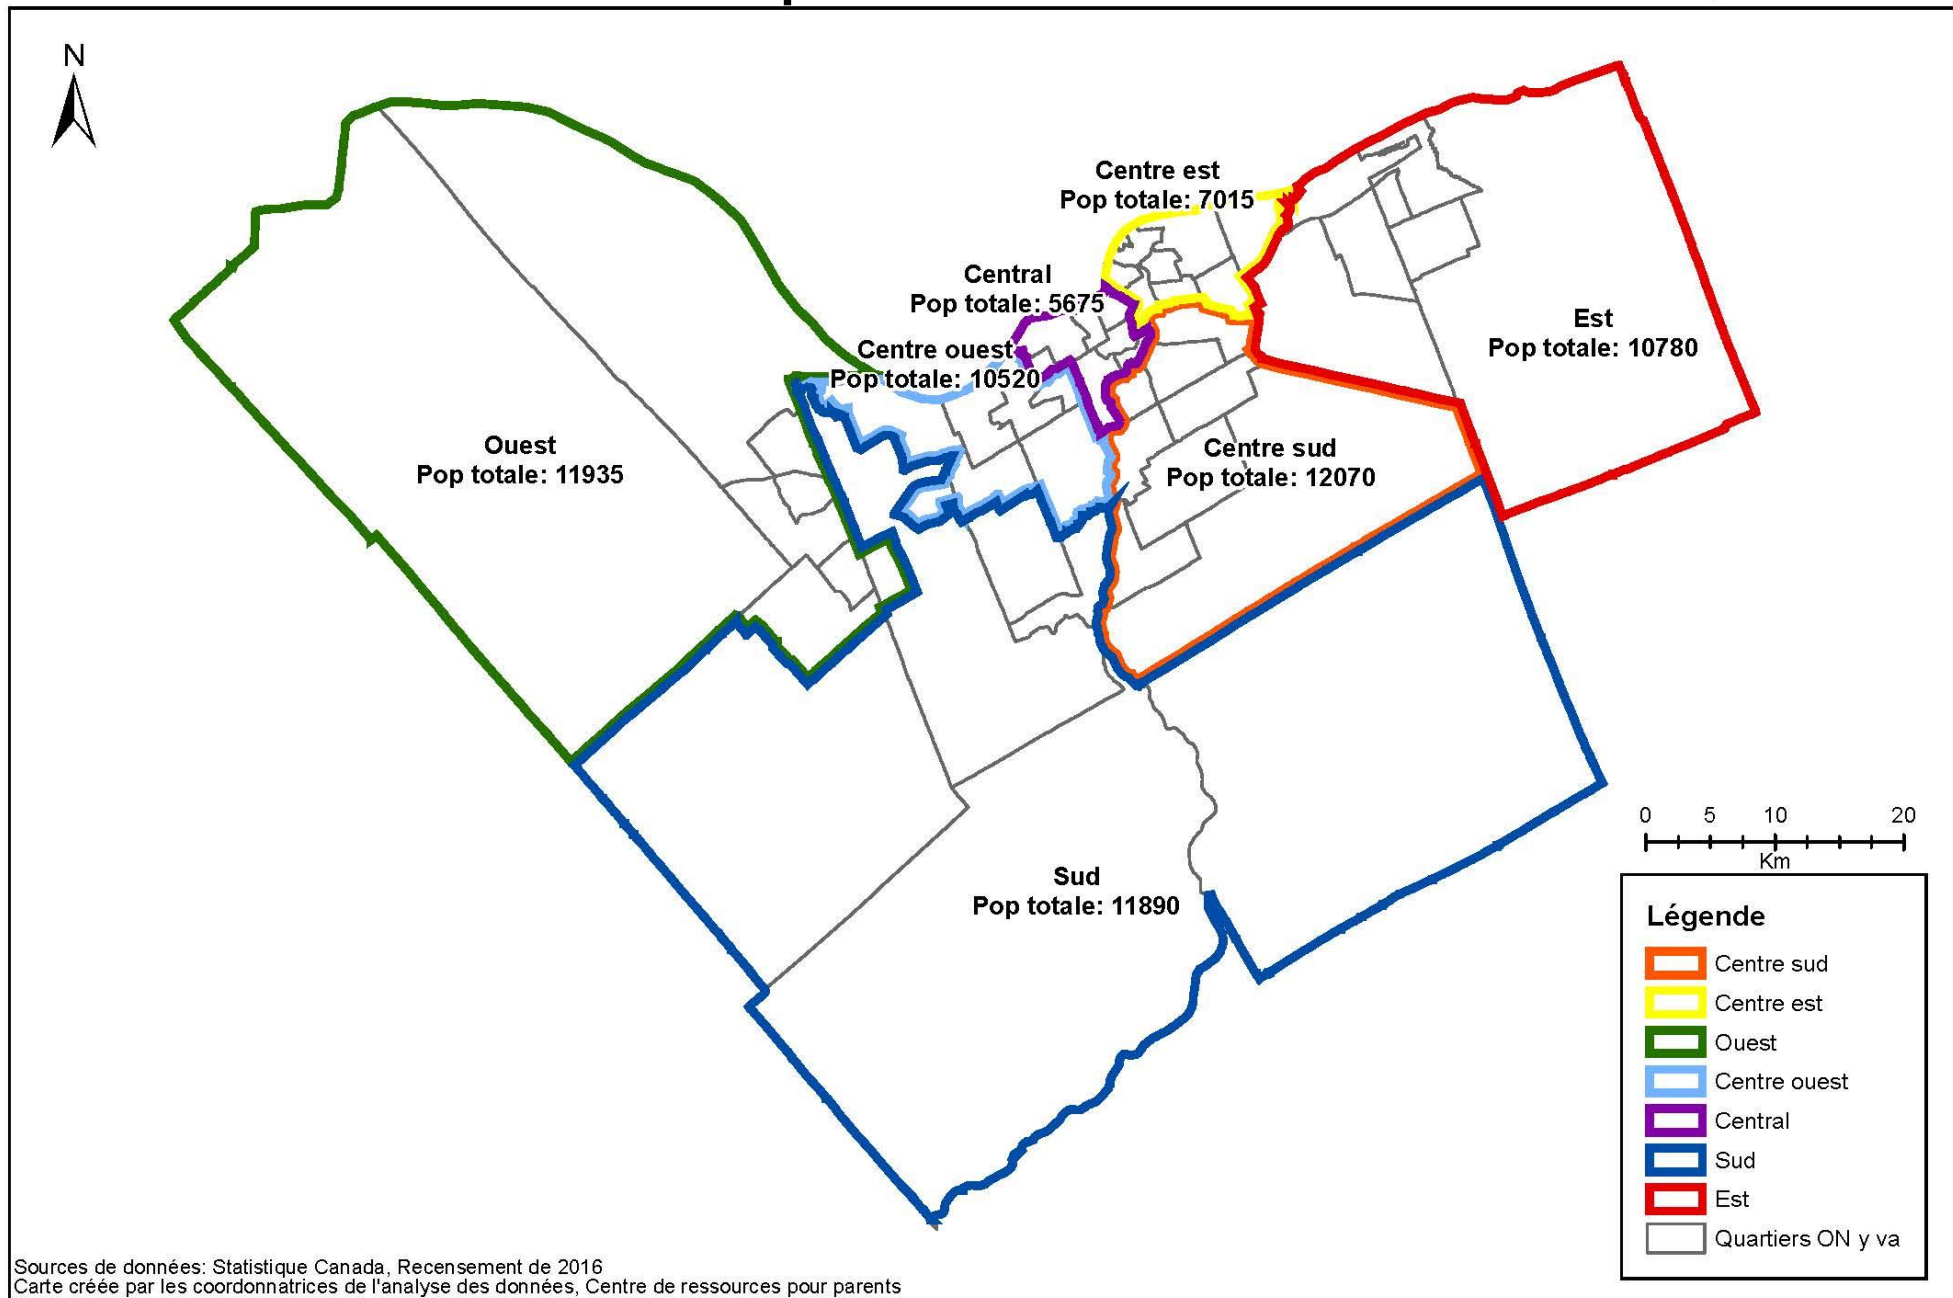 N
Centre est
Pop totale: 7015
Central
Pop totale: 5675
Centre ouest
Pop totale: 10520
Est
Pop totale: 10780
Ouest
Pop totale: 11935
Centre sud
Pop totale: 12070
Sud
Pop totale: 11890
0 5 10 20
Km
Légende
Centre sud
Centre est
Ouest
Centre ouest
Central
Sud
Est
Quartiers ON y va
Sources de données: Statistique Canada, Recensement de 2016
Carte créée par les coordonnatrices de l'analyse des données, Centre de ressources pour parents